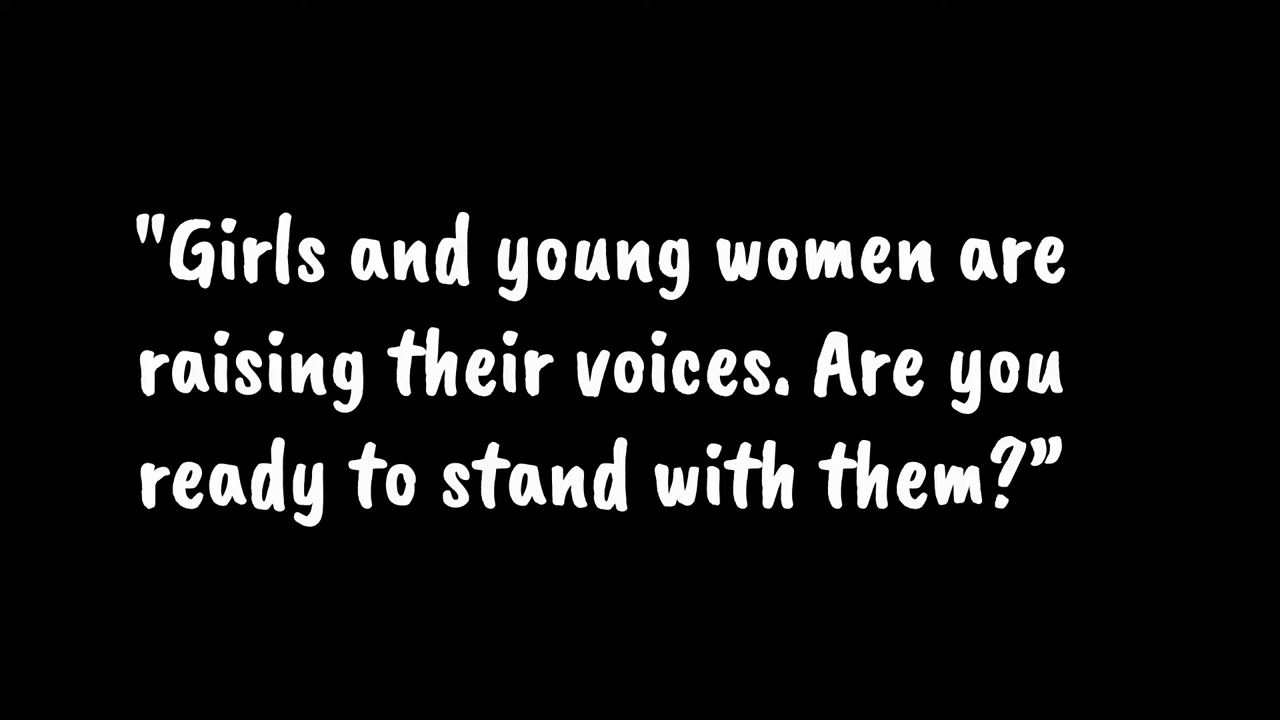 "Girls and young women are
raising their voices. Are you
ready to stand with them?”